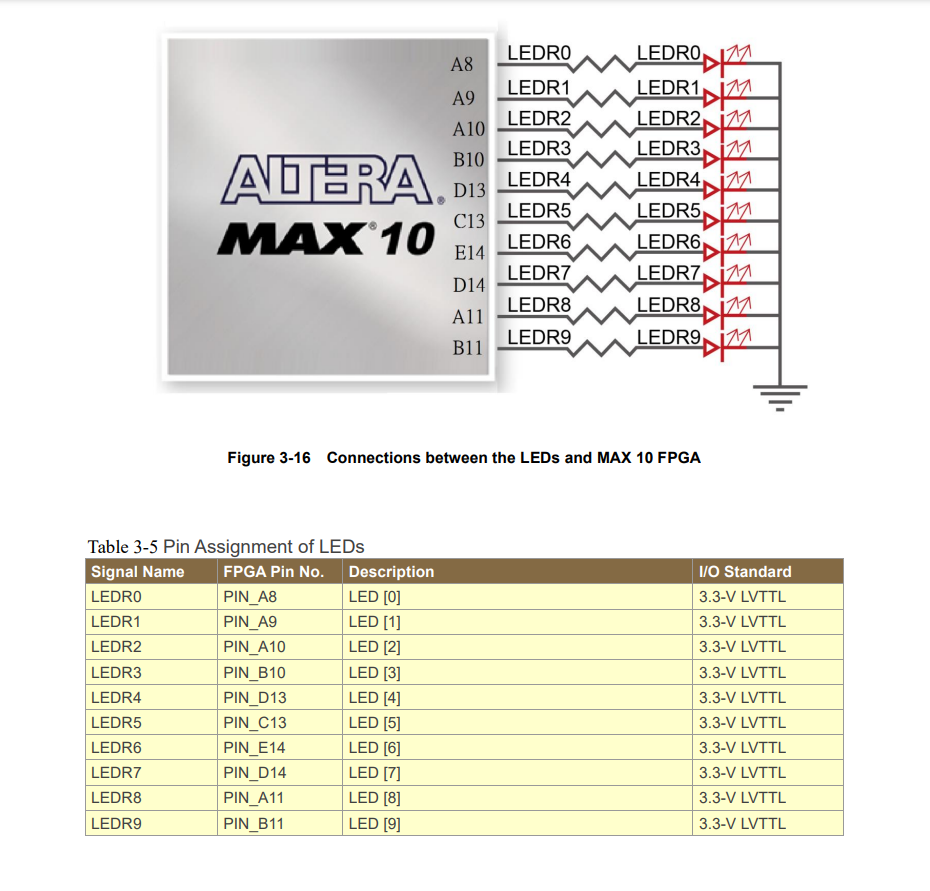 A8 LEDR0 LEDR0
A9 LEDR1 LEDR1
A10 LEDR2 LEDR2
B10 LEDR3 LEDR3
D13 LEDR4 LEDR4
C13 LEDR5 LEDR5
E14 LEDR6 LEDR6
D14 LEDR7 LEDR7
A11 LEDR8 LEDR8
B11 LEDR9 LEDR9
ALTERA®
MAX® 10
Figure 3-16 Connections between the LEDs and MAX 10 FPGA
Table 3-5 Pin Assignment of LEDs
Signal Name FPGA Pin No. Description I/O Standard
LEDR0 PIN_A8 LED [0] 3.3-V LVTTL
LEDR1 PIN_A9 LED [1] 3.3-V LVTTL
LEDR2 PIN_A10 LED [2] 3.3-V LVTTL
LEDR3 PIN_B10 LED [3] 3.3-V LVTTL
LEDR4 PIN_D13 LED [4] 3.3-V LVTTL
LEDR5 PIN_C13 LED [5] 3.3-V LVTTL
LEDR6 PIN_E14 LED [6] 3.3-V LVTTL
LEDR7 PIN_D14 LED [7] 3.3-V LVTTL
LEDR8 PIN_A11 LED [8] 3.3-V LVTTL
LEDR9 PIN_B11 LED [9] 3.3-V LVTTL